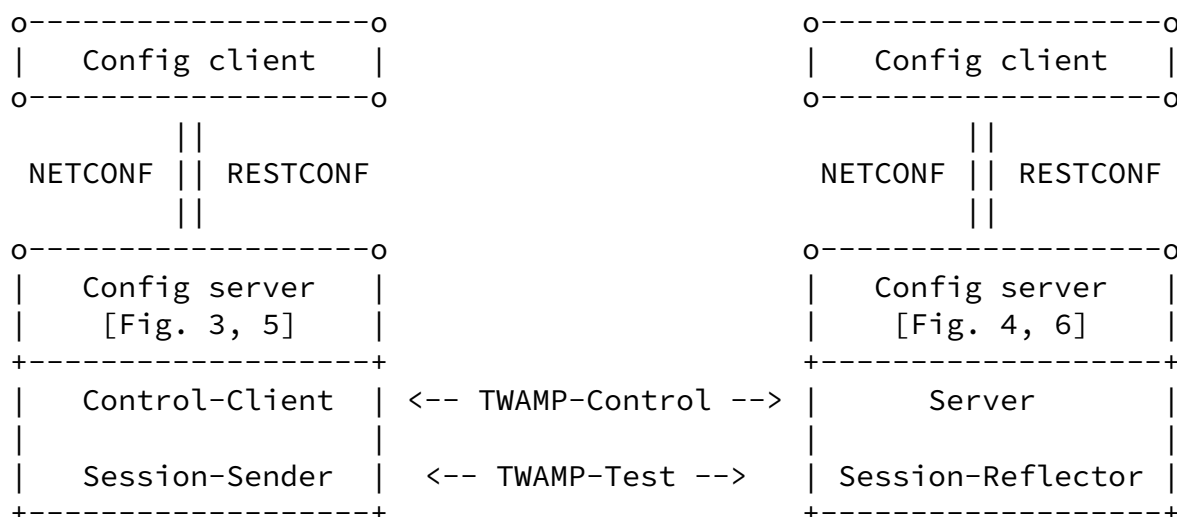 o-------------------o o-------------------o
| Config client | | Config client |
o-------------------o o-------------------o
|| ||
NETCONF || RESTCONF NETCONF || RESTCONF
|| ||
o-------------------o o-------------------o
| Config server | | Config server |
| [Fig. 3, 5] | | [Fig. 4, 6] |
+-------------------+ +-------------------+
| Control-Client | <-- TWAMP-Control --> | Server |
| | | |
| Session-Sender | <-- TWAMP-Test --> | Session-Reflector |
+-------------------+ +-------------------+